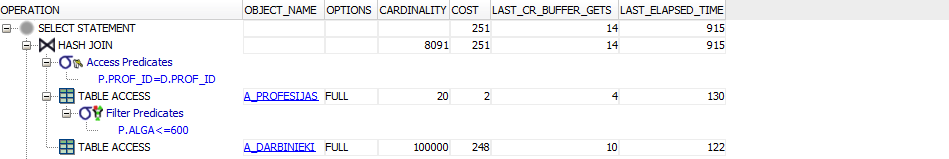 OPERATION OBJECT_NAME OPTIONS CARDINALITY COST LAST_CR_BUFFER_GETS LAST_ELAPSED_TIME
SELECT STATEMENT 251 14 915
HASH JOIN 8091 251 14 915
Access Predicates
P.PROF_ID=D.PROF_ID
TABLE ACCESS A_PROFESIJAS FULL 20 2 4 130
Filter Predicates
P.ALGA<=600
TABLE ACCESS A_DARBINIEKI FULL 100000 248 10 122